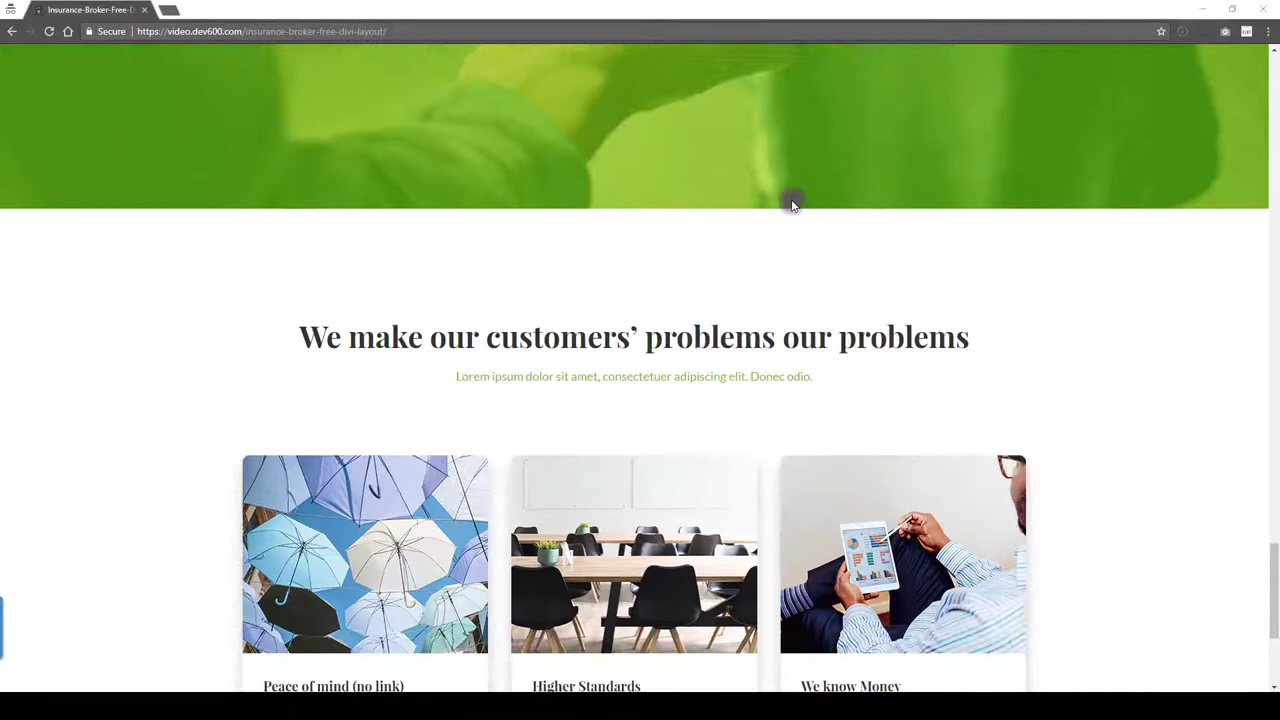 Insurance-Broker-Free-D
Secure
https://video.dev600.com/insurance-broker-free-divi-layout/
We make our customers’ problems our problems
Lorem ipsum dolor sit amet, consectetuer adipiscing elit. Donec odio.
Peace of mind (no link)
Higher Standards
We know Money